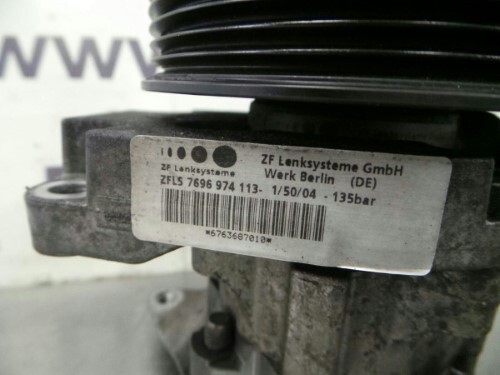 WWW
ZF Lenksysteme GmbH
ZF Lenksysteme Werk Berlin (DE)
ZFLS 7696 974 113- 1/50/04 - 135bar
*6763687010*